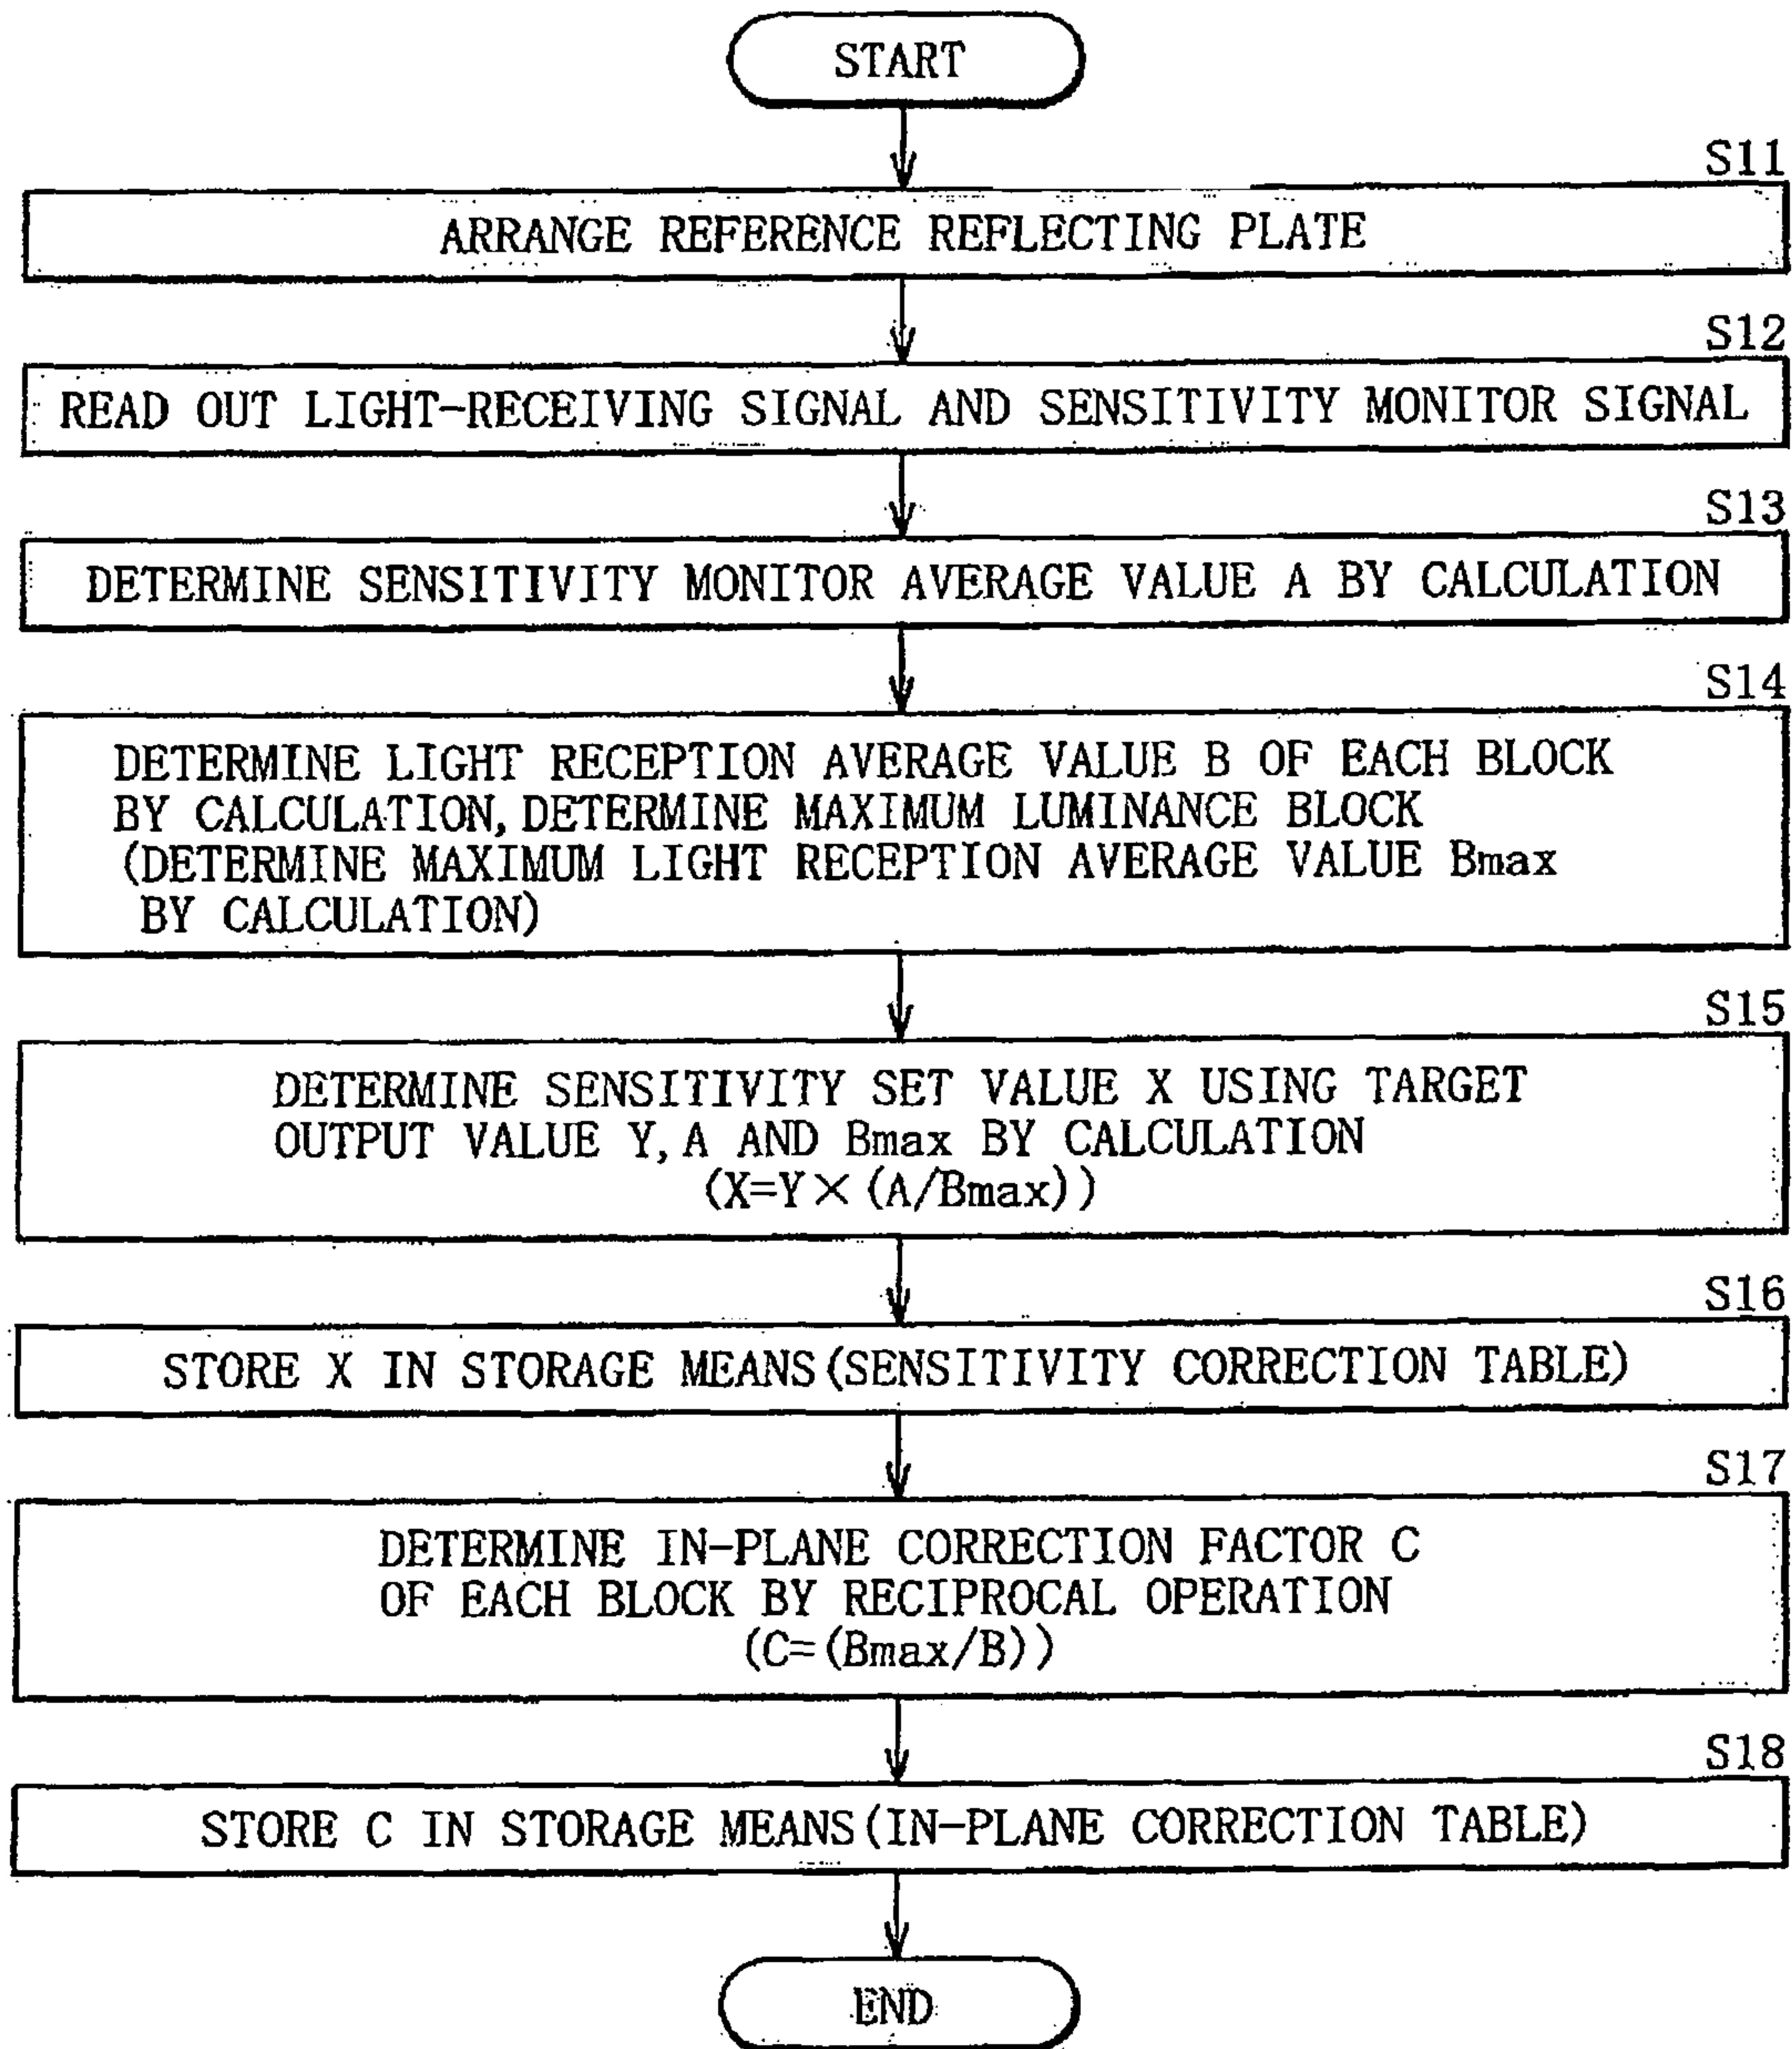 START
S11
ARRANGE REFERENCE REFLECTING PLATE
S12
READ OUT LIGHT-RECEIVING SIGNAL AND SENSITIVITY MONITOR SIGNAL
S13
DETERMINE SENSITIVITY MONITOR AVERAGE VALUE A BY CALCULATION
S14
DETERMINE LIGHT RECEPTION AVERAGE VALUE B OF EACH BLOCK
BY CALCULATION, DETERMINE MAXIMUM LUMINANCE BLOCK
(DETERMINE MAXIMUM LIGHT RECEPTION AVERAGE VALUE Bmax
BY CALCULATION)
S15
DETERMINE SENSITIVITY SET VALUE X USING TARGET
OUTPUT VALUE Y, A AND Bmax BY CALCULATION
(X=Y×(A/Bmax))
S16
STORE X IN STORAGE MEANS(SENSITIVITY CORRECTION TABLE)
S17
DETERMINE IN-PLANE CORRECTION FACTOR C
OF EACH BLOCK BY RECIPROCAL OPERATION
(C=(Bmax/B))
S18
STORE C IN STORAGE MEANS(IN-PLANE CORRECTION TABLE)
END